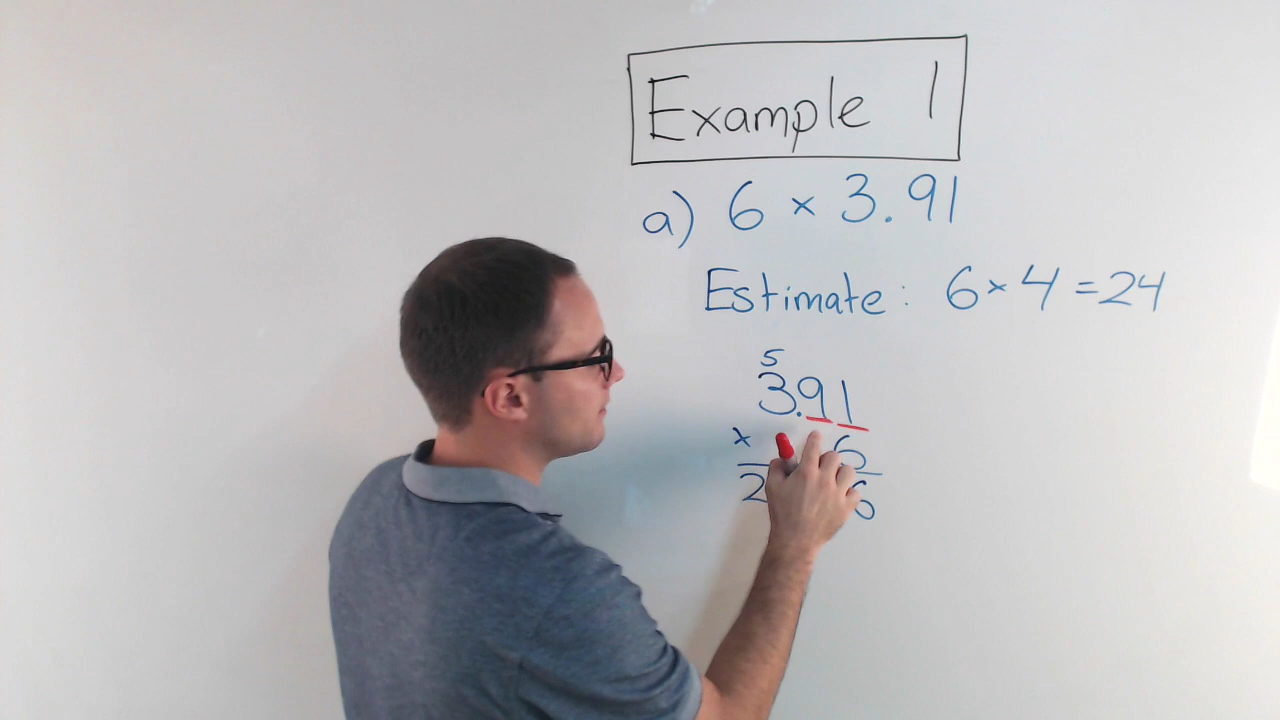 Example 1
a) 6 × 3.91
Estimate: 6 × 4 = 24
5
3.91
× 6
2 6